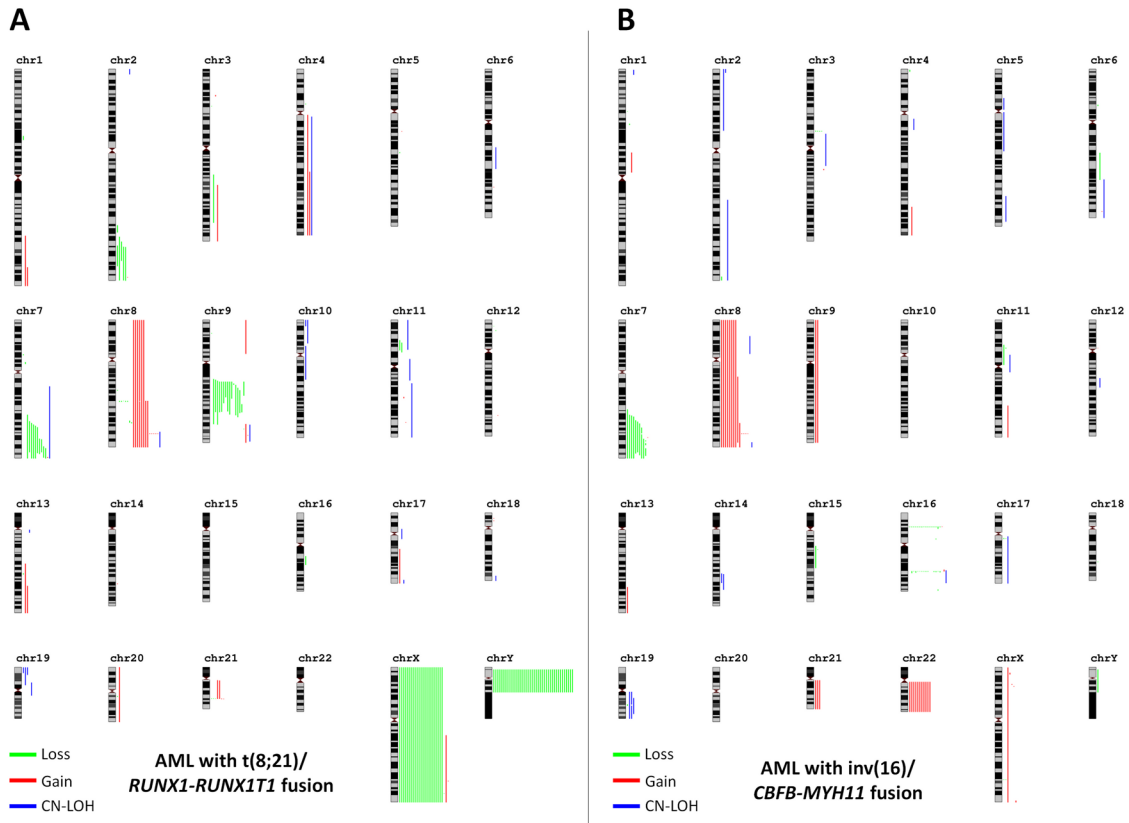 A
chr1 chr2 chr3 chr4 chr5 chr6
chr7 chr8 chr9 chr10 chr11 chr12
chr13 chr14 chr15 chr16 chr17 chr18
chr19 chr20 chr21 chr22 chrX chrY
Loss
Gain
CN-LOH
AML with t(8;21)/
RUNX1-RUNX1T1 fusion
B
chr1 chr2 chr3 chr4 chr5 chr6
chr7 chr8 chr9 chr10 chr11 chr12
chr13 chr14 chr15 chr16 chr17 chr18
chr19 chr20 chr21 chr22 chrX chrY
Loss
Gain
CN-LOH
AML with inv(16)/
CBFB-MYH11 fusion